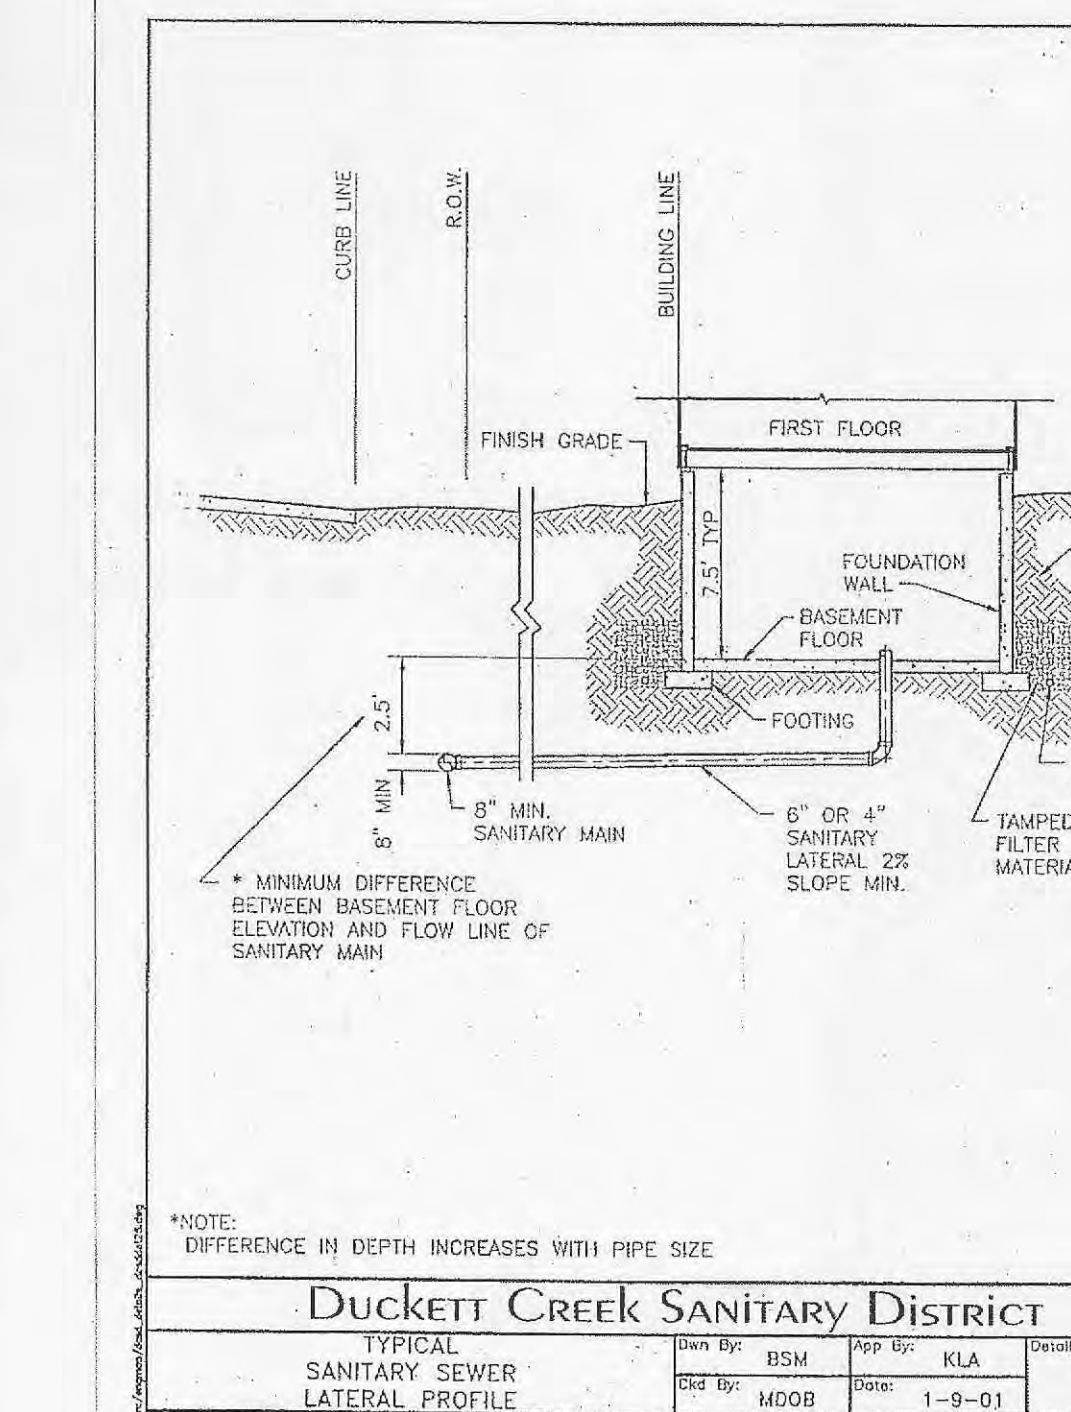 CURB LINE
R.O.W.
BUILDING LINE
FIRST FLOOR
FINISH GRADE
7.5' TYP
FOUNDATION
WALL
BASEMENT
FLOOR
2.5'
FOOTING
8" MIN
8" MIN.
SANITARY MAIN
6" OR 4"
SANITARY
LATERAL 2%
SLOPE MIN.
TAMPED
FILTER
MATERIA
* MINIMUM DIFFERENCE
BETWEEN BASEMENT FLOOR
ELEVATION AND FLOW LINE OF
SANITARY MAIN
*NOTE:
DIFFERENCE IN DEPTH INCREASES WITH PIPE SIZE
DUCKETT CREEK SANITARY DISTRICT
TYPICAL
SANITARY SEWER
LATERAL PROFILE
Dwn By: BSM
App By: KLA
Detail
Ckd By: MDOB
Date: 1-9-01